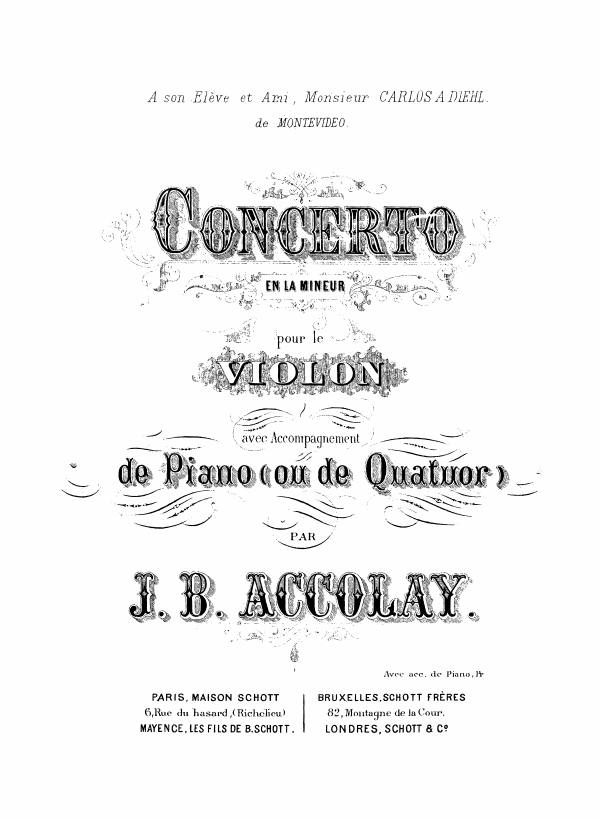 A son Elève et Ami, Monsieur CARLOS A DIEHL.
de MONTEVIDEO.
CONCERTO
EN LA MINEUR
pour le
VIOLON
avec Accompagnement
de Piano (ou de Quatuor)
PAR
J. B. ACCOLAY.
Avec acc. de Piano, Pr
PARIS, MAISON SCHOTT
6, Rue du hasard, (Richelieu)
MAYENCE, LES FILS DE B. SCHOTT.
BRUXELLES, SCHOTT FRÈRES
82, Montagne de la Cour.
LONDRES, SCHOTT & Cº